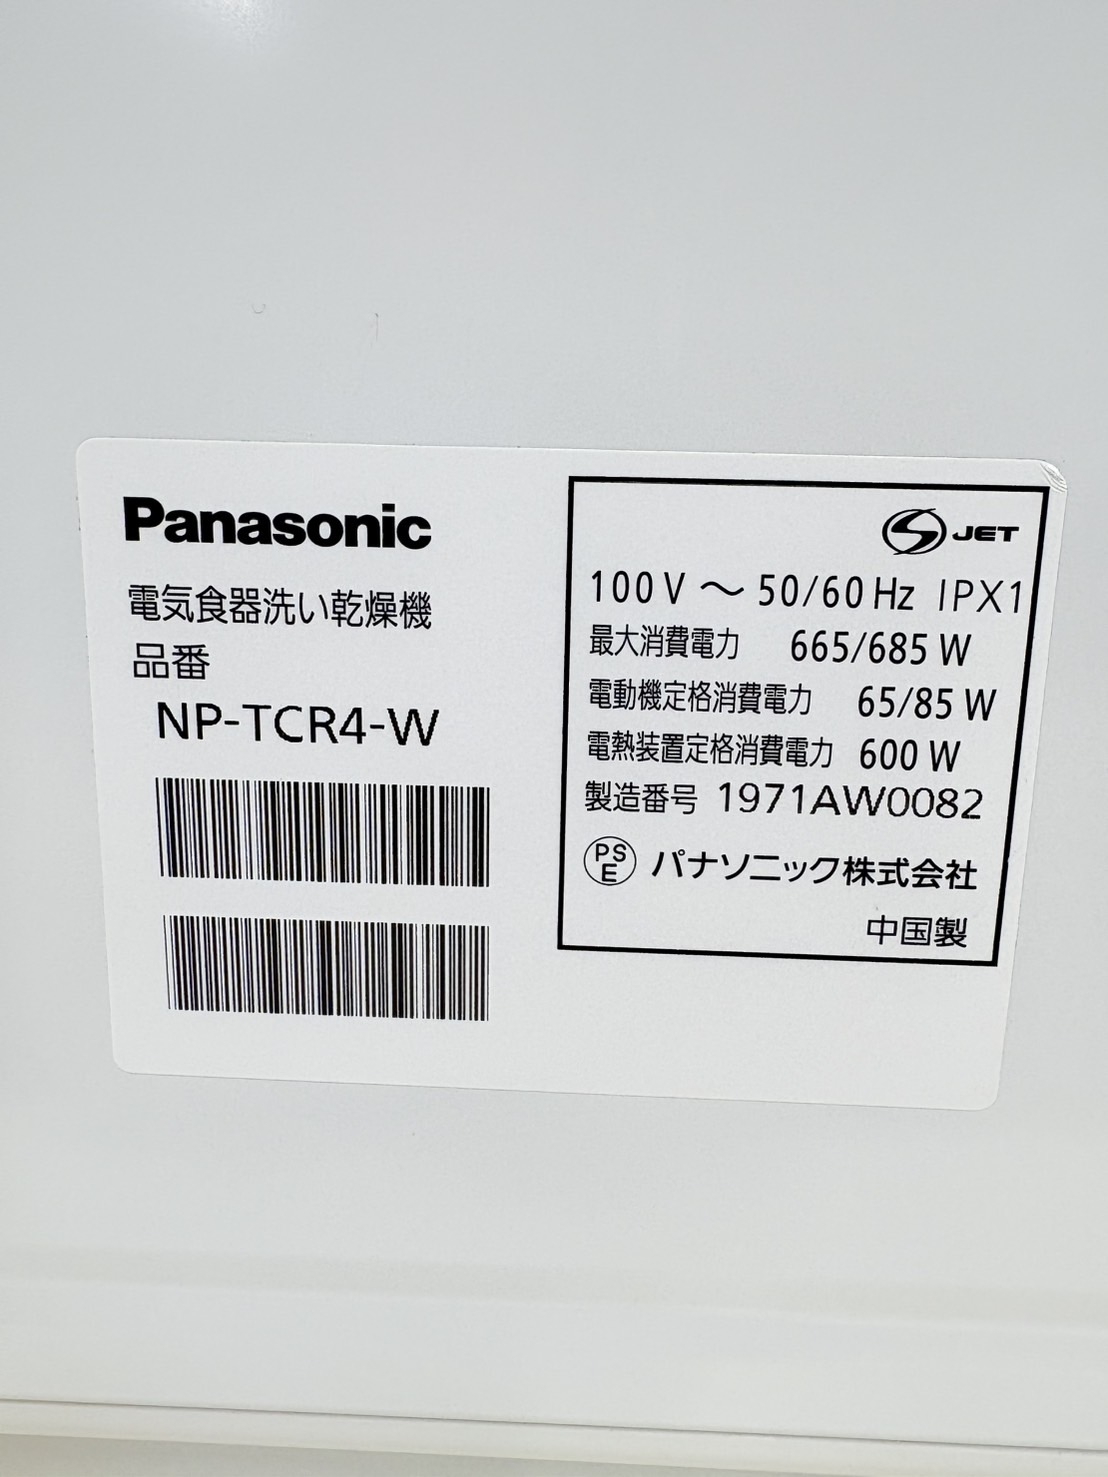 Panasonic
電気食器洗い乾燥機
品番
NP-TCR4-W
JET
100V ～ 50/60Hz IPX1
最大消費電力 665/685W
電動機定格消費電力 65/85W
電熱装置定格消費電力 600W
製造番号 1971AW0082
PSE パナソニック株式会社
中国製